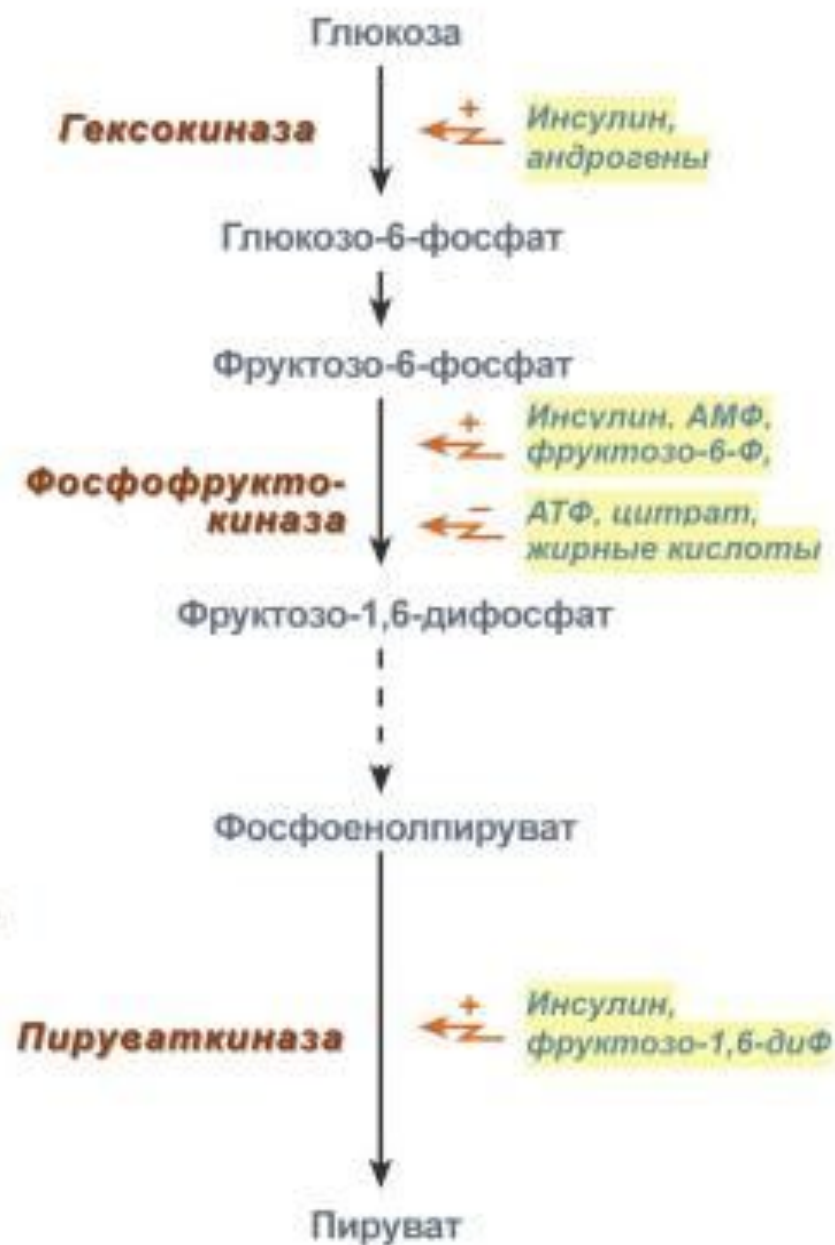 Глюкоза
Гексокиназа
+
Инсулин,
андрогены
Глюкозо-6-фосфат
Фруктозо-6-фосфат
Фосфофрукто-
киназа
+
Инсулин. АМФ,
фруктозо-6-Ф,
−
АТФ, цитрат,
жирные кислоты
Фруктозо-1,6-дифосфат
Фосфоенолпируват
Пируваткиназа
+
Инсулин,
фруктозо-1,6-диФ
Пируват